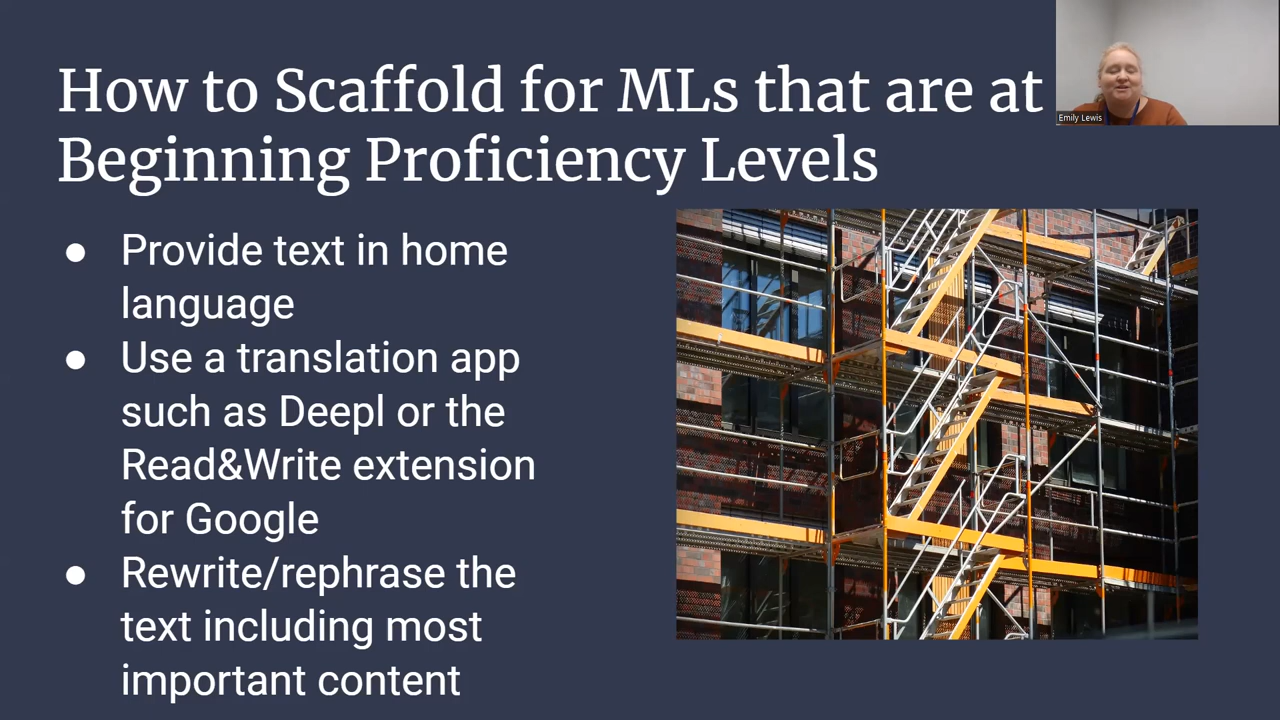 How to Scaffold for MLs that are at
Beginning Proficiency Levels
Emily Lewis
● Provide text in home
language
● Use a translation app
such as Deepl or the
Read&Write extension
for Google
● Rewrite/rephrase the
text including most
important content